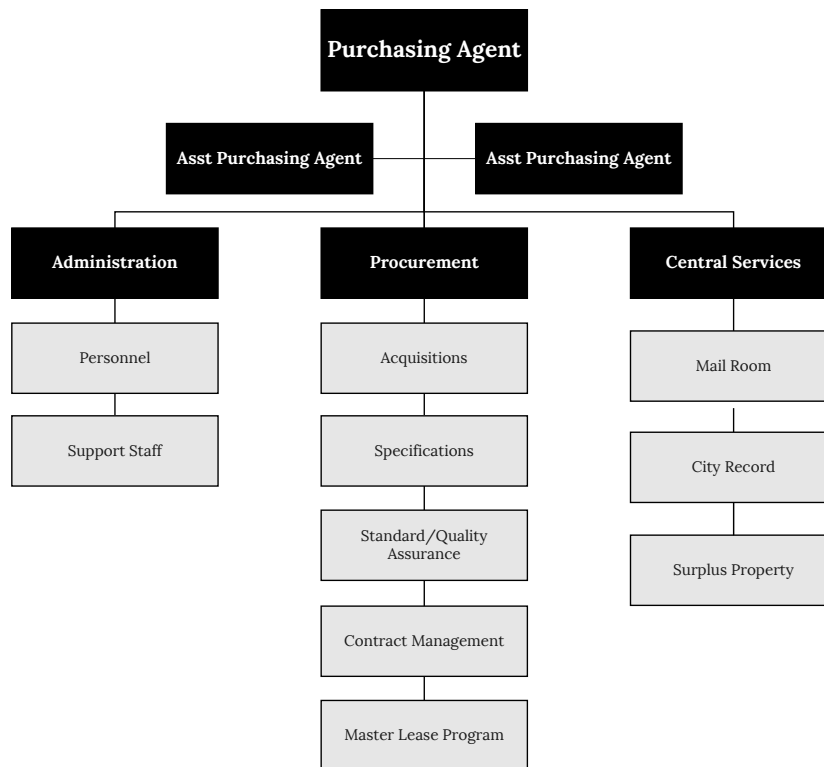 Purchasing Agent
Asst Purchasing Agent
Asst Purchasing Agent
Administration
Procurement
Central Services
Personnel
Acquisitions
Mail Room
Support Staff
Specifications
City Record
Standard/Quality
Assurance
Surplus Property
Contract Management
Master Lease Program